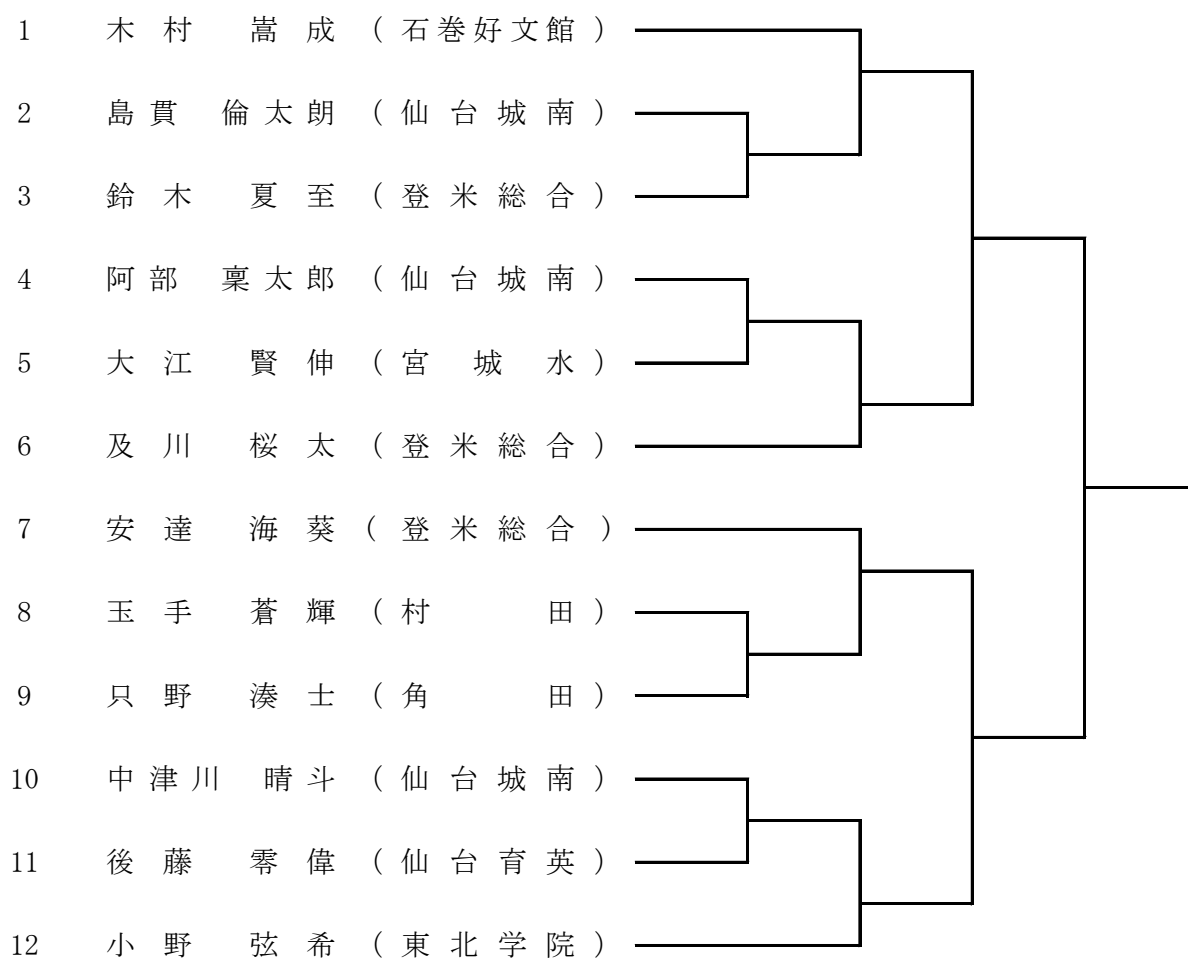 1 木村 嵩成 (石巻好文館)
2 島貫 倫太朗 (仙台城南)
3 鈴木 夏至 (登米総合)
4 阿部 稟太郎 (仙台城南)
5 大江 賢伸 (宮城水)
6 及川 桜太 (登米総合)
7 安達 海葵 (登米総合)
8 玉手 蒼輝 (村田)
9 只野 湊士 (角田)
10 中津川 晴斗 (仙台城南)
11 後藤 零偉 (仙台育英)
12 小野 弦希 (東北学院)